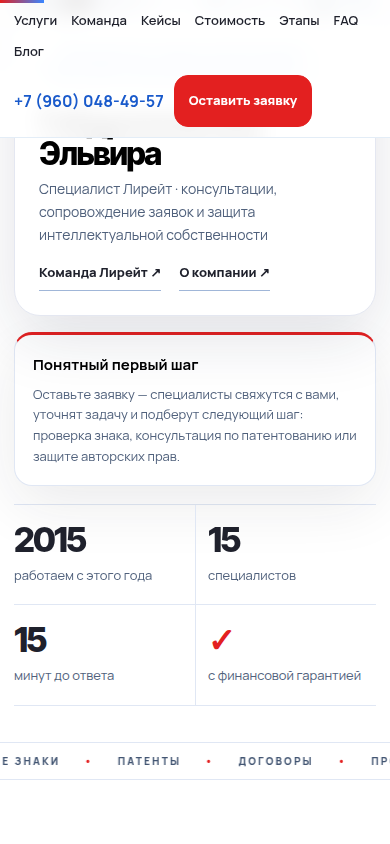 Услуги Команда Кейсы Стоимость Этапы FAQ
Блог
+7 (960) 048-49-57 Оставить заявку
Эльвира
Специалист Лирейт · консультации,
сопровождение заявок и защита
интеллектуальной собственности
Команда Лирейт ↗ О компании ↗
Понятный первый шаг
Оставьте заявку — специалисты свяжутся с вами,
уточнят задачу и подберут следующий шаг:
проверка знака, консультация по патентованию или
защите авторских прав.
2015 15
работаем с этого года специалистов
15 ✓
минут до ответа с финансовой гарантией
Е ЗНАКИ • ПАТЕНТЫ • ДОГОВОРЫ • ПР